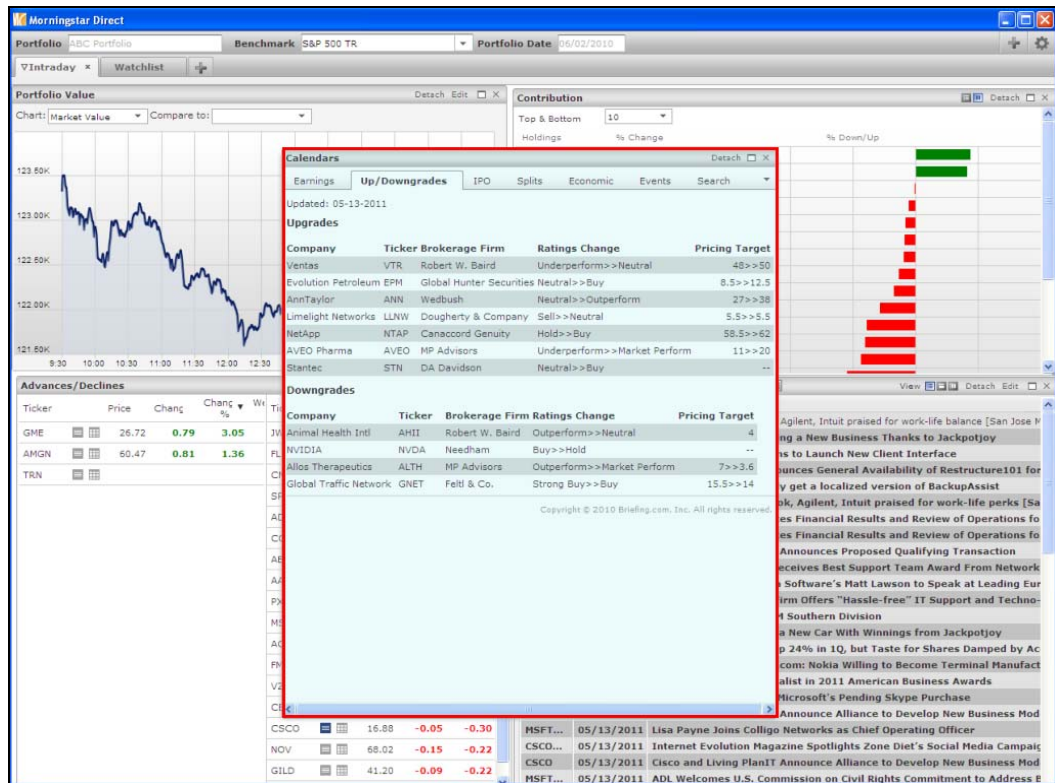 Morningstar Direct
Portfolio ABC Portfolio Benchmark S&P 500 TR Portfolio Date 06/02/2010
Intraday × Watchlist
Portfolio Value Detach Edit
Chart: Market Value Compare to:
123.50K
123.00K
122.50K
122.00K
121.50K
9:30 10:00 10:30 11:00 11:30 12:00 12:30
Contribution Detach
Top & Bottom 10
Holdings % Change % Down/Up
Calendars Detach
Earnings Up/Downgrades IPO Splits Economic Events Search
Updated: 05-13-2011
Upgrades
Company Ticker Brokerage Firm Ratings Change Pricing Target
Ventas VTR Robert W. Baird Underperform>>Neutral 48>>50
Evolution Petroleum EPM Global Hunter Securities Neutral>>Buy 8.5>>12.5
AnnTaylor ANN Wedbush Neutral>>Outperform 27>>38
Limelight Networks LLNW Dougherty & Company Sell>>Neutral 5.5>>5.5
NetApp NTAP Canaccord Genuity Hold>>Buy 58.5>>62
AVEO Pharma AVEO MP Advisors Underperform>>Market Perform 11>>20
Stantec STN DA Davidson Neutral>>Buy --
Downgrades
Company Ticker Brokerage Firm Ratings Change Pricing Target
Animal Health Intl AHII Robert W. Baird Outperform>>Neutral 4
NVIDIA NVDA Needham Buy>>Hold --
Allos Therapeutics ALTH MP Advisors Outperform>>Market Perform 7>>3.6
Global Traffic Network GNET Feltl & Co. Strong Buy>>Buy 15.5>>14
Copyright © 2010 Briefing.com, Inc. All rights reserved.
Advances/Declines
Ticker Price Chang Chang % We
GME 26.72 0.79 3.05
AMGN 60.47 0.81 1.36
TRN
CSCO 16.88 -0.05 -0.30
NOV 68.02 -0.15 -0.22
GILD 41.20 -0.09 -0.22
View Detach Edit
Agilent, Intuit praised for work-life balance [San Jose M
ng a New Business Thanks to Jackpotjoy
ns to Launch New Client Interface
ounces General Availability of Restructure101 for
y get a localized version of BackupAssist
ok, Agilent, Intuit praised for work-life perks [Sa
es Financial Results and Review of Operations fo
es Financial Results and Review of Operations fo
Announces Proposed Qualifying Transaction
eceives Best Support Team Award From Network
Software's Matt Lawson to Speak at Leading Eur
irm Offers "Hassle-free" IT Support and Techno-
Southern Division
a New Car With Winnings from Jackpotjoy
p 24% in 1Q, but Taste for Shares Damped by Ac
com: Nokia Willing to Become Terminal Manufact
alist in 2011 American Business Awards
Microsoft's Pending Skype Purchase
Announce Alliance to Develop New Business Mod
MSFT... 05/13/2011 Lisa Payne Joins Colligo Networks as Chief Operating Officer
CSCO... 05/13/2011 Internet Evolution Magazine Spotlights Zone Diet's Social Media Campaig
CSCO 05/13/2011 Cisco and Living PlanIT Announce Alliance to Develop New Business Mod
MSFT... 05/13/2011 ADL Welcomes U.S. Commission on Civil Rights Commitment to Address B